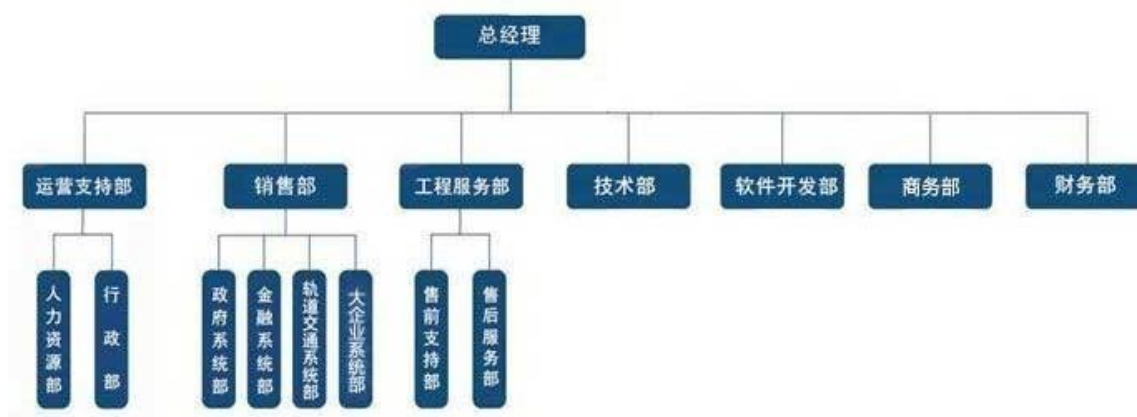 总经理
运营支持部
销售部
工程服务部
技术部
软件开发部
商务部
财务部
人力资源部
行政部
政府系统部
金融系统部
轨道交通系统部
大企业系统部
售前支持部
售后服务部